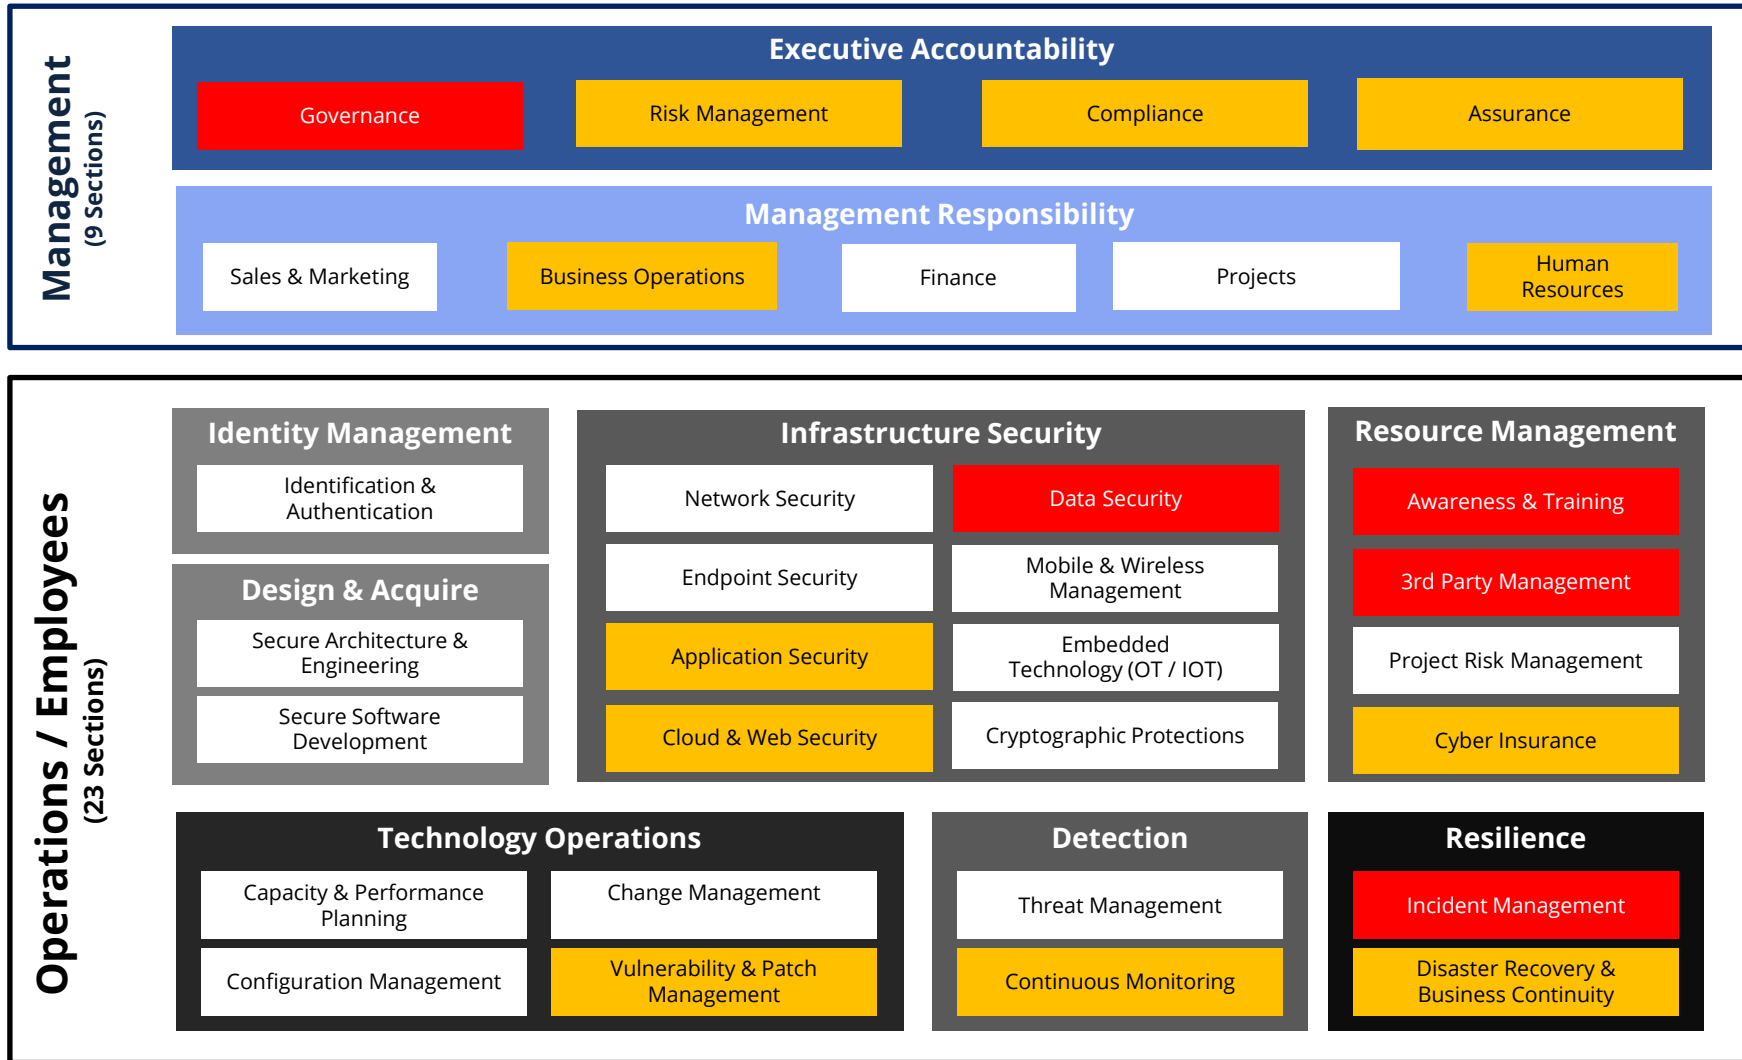 Management
(9 Sections)
Executive Accountability
Governance
Risk Management
Compliance
Assurance
Management Responsibility
Sales & Marketing
Business Operations
Finance
Projects
Human
Resources
Operations / Employees
(23 Sections)
Identity Management
Identification &
Authentication
Design & Acquire
Secure Architecture &
Engineering
Secure Software
Development
Infrastructure Security
Network Security
Data Security
Endpoint Security
Mobile & Wireless
Management
Application Security
Embedded
Technology (OT / IOT)
Cloud & Web Security
Cryptographic Protections
Resource Management
Awareness & Training
3rd Party Management
Project Risk Management
Cyber Insurance
Technology Operations
Capacity & Performance
Planning
Change Management
Configuration Management
Vulnerability & Patch
Management
Detection
Threat Management
Continuous Monitoring
Resilience
Incident Management
Disaster Recovery &
Business Continuity